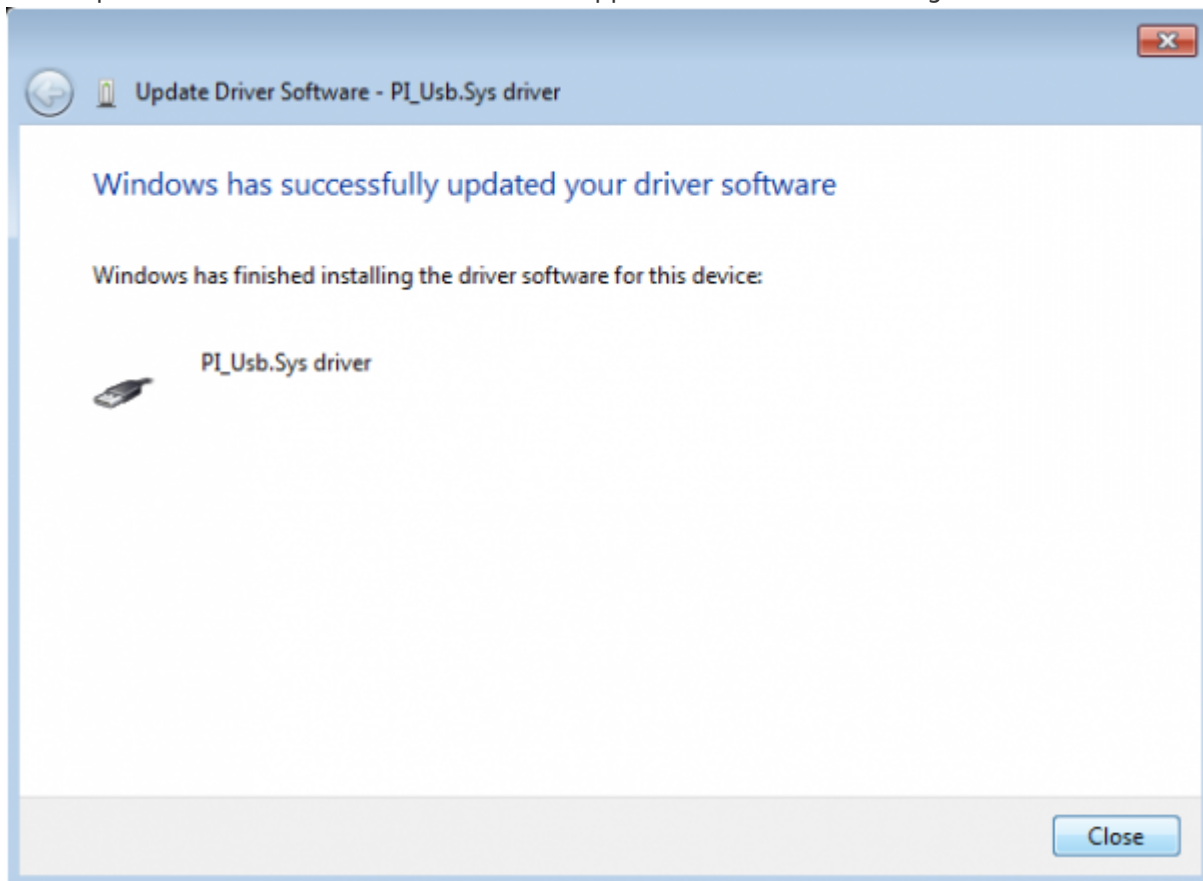 Update Driver Software - PI_Usb.Sys driver
Windows has successfully updated your driver software
Windows has finished installing the driver software for this device:
PI_Usb.Sys driver
Close